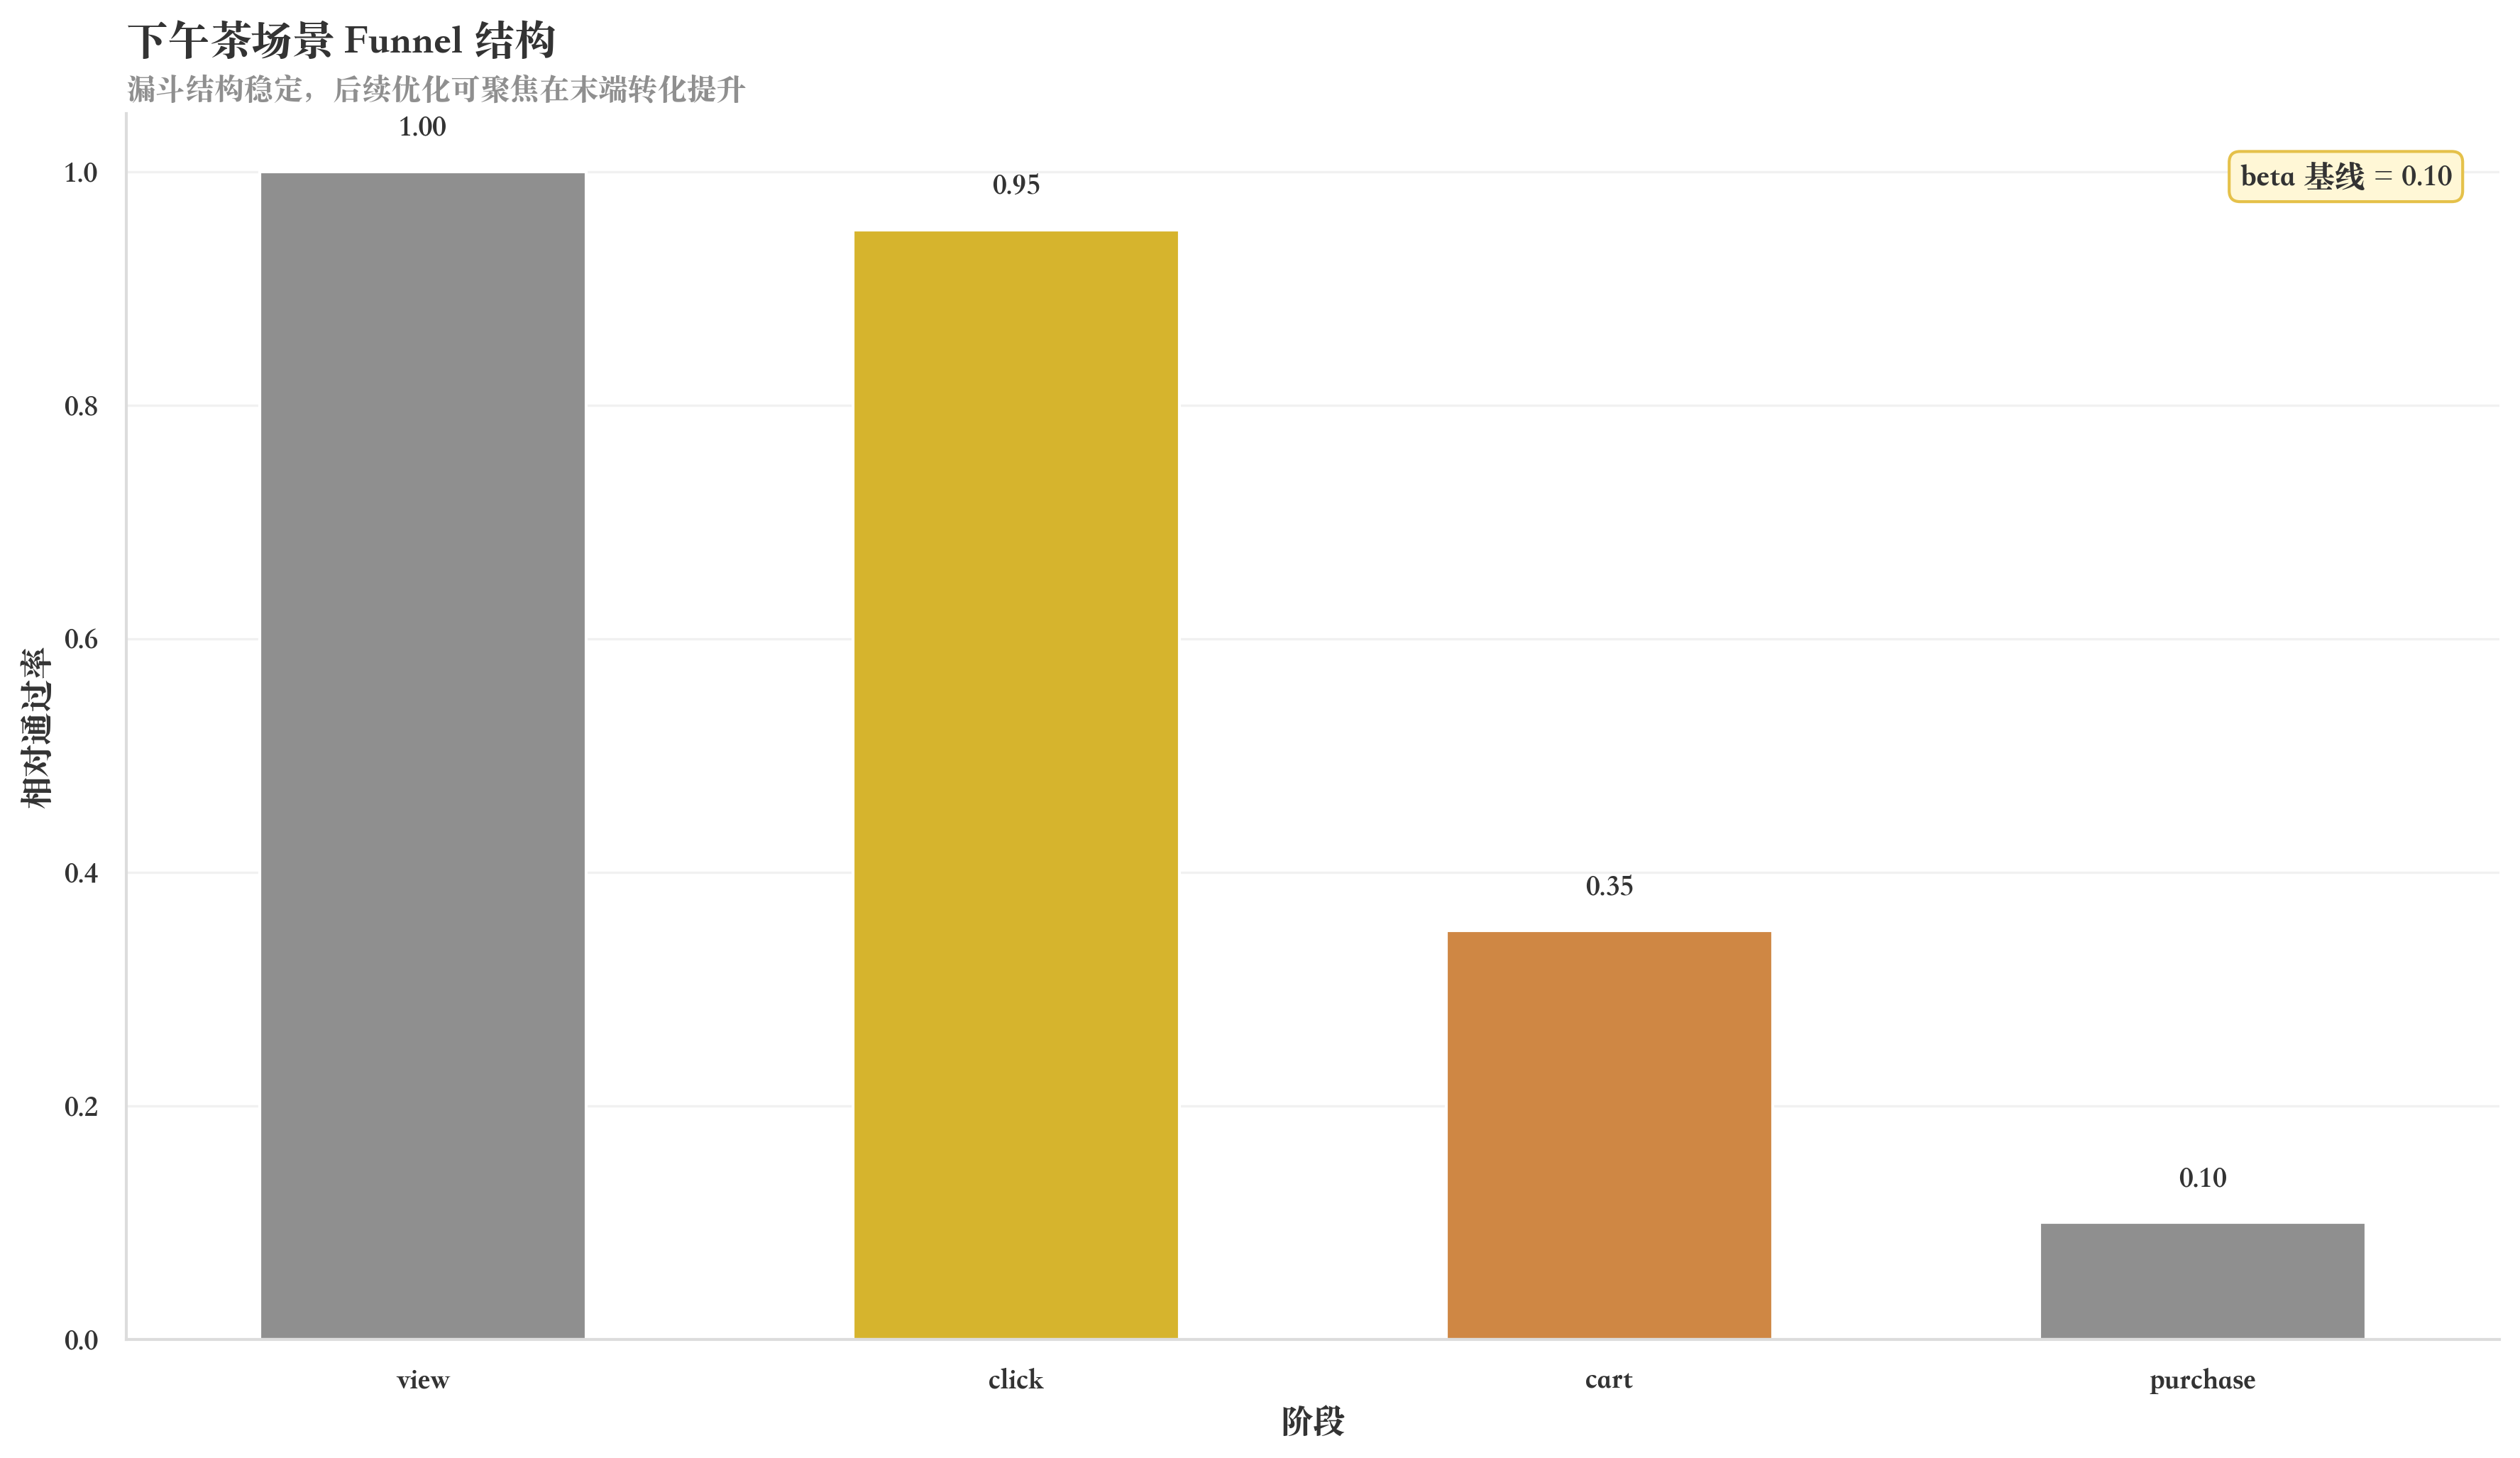 下午茶场景 Funnel 结构
漏斗结构稳定，后续优化可聚焦在末端转化提升
1.00
0.95
0.35
0.10
beta 基线 = 0.10
1.0
0.8
0.6
0.4
0.2
0.0
相对通过率
view
click
cart
purchase
阶段